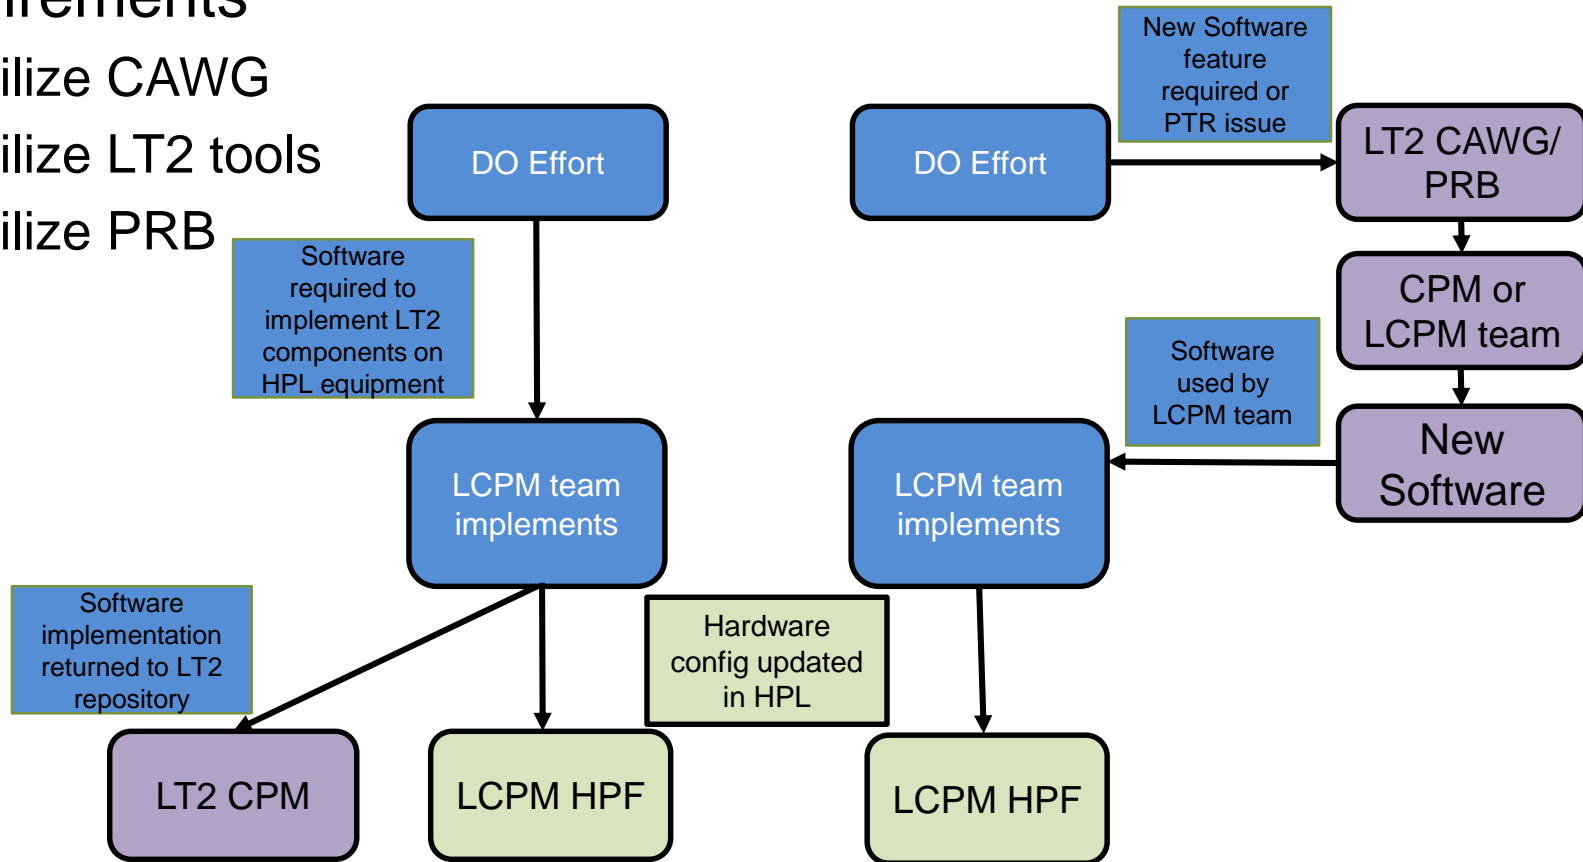 irements
ilize CAWG
ilize LT2 tools
ilize PRB
New Software
feature
required or
PTR issue
DO Effort
DO Effort
LT2 CAWG/
PRB
Software
required to
implement LT2
components on
HPL equipment
CPM or
LCPM team
Software
used by
LCPM team
New
Software
LCPM team
implements
LCPM team
implements
Software
implementation
returned to LT2
repository
Hardware
config updated
in HPL
LT2 CPM
LCPM HPF
LCPM HPF